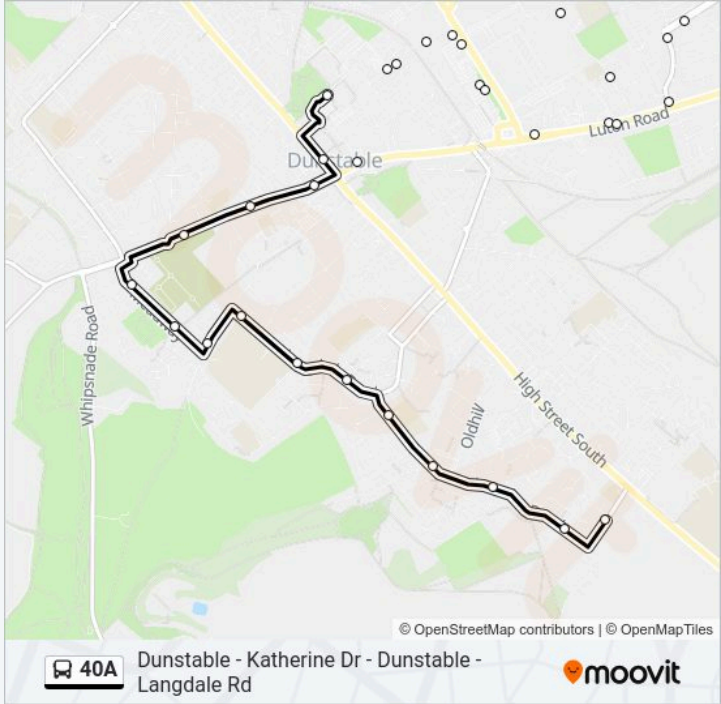 Dunstable
Luton Road
Whipsnade Road
High Street South
Oldhill
© OpenStreetMap contributors | © OpenMapTiles
40A
Dunstable - Katherine Dr - Dunstable -
Langdale Rd
moovit
moovit